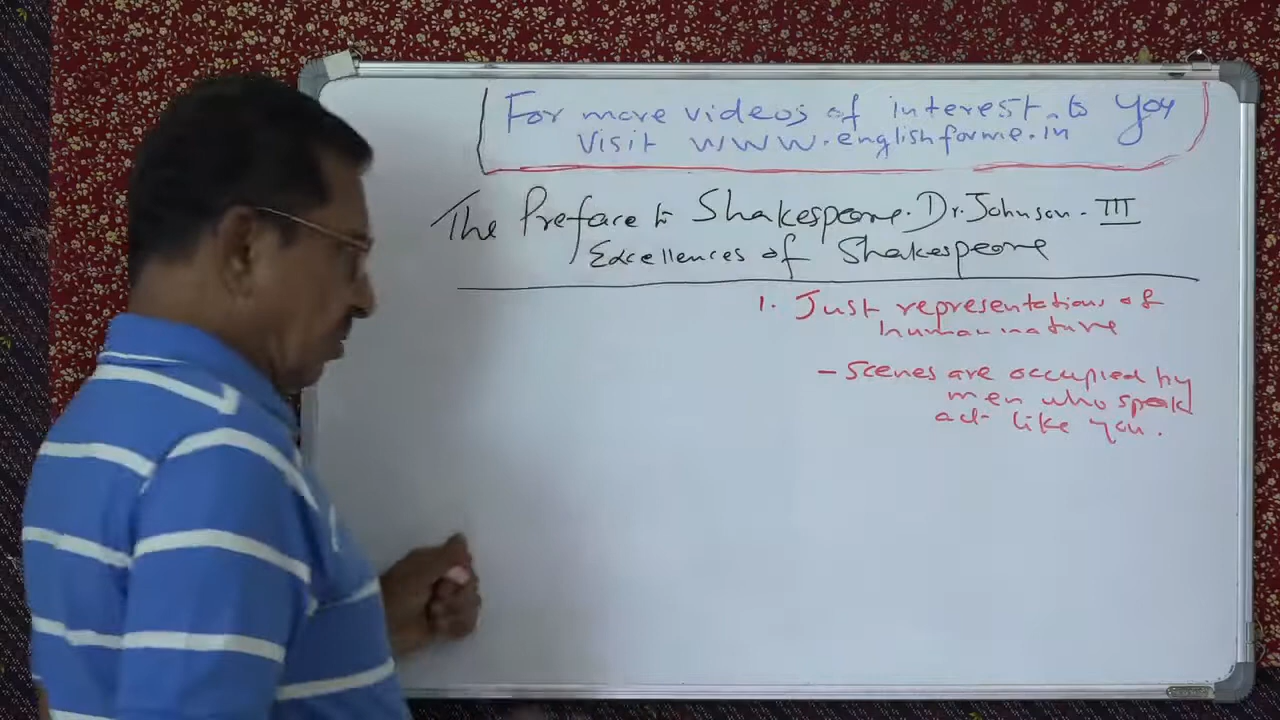 For more videos of interest to you
Visit www.englishforme.in
The Preface to Shakespeare. Dr. Johnson - III
Excellences of Shakespeare
1. Just representations of
human nature
- Scenes are occupied by
men who speak
act like you.